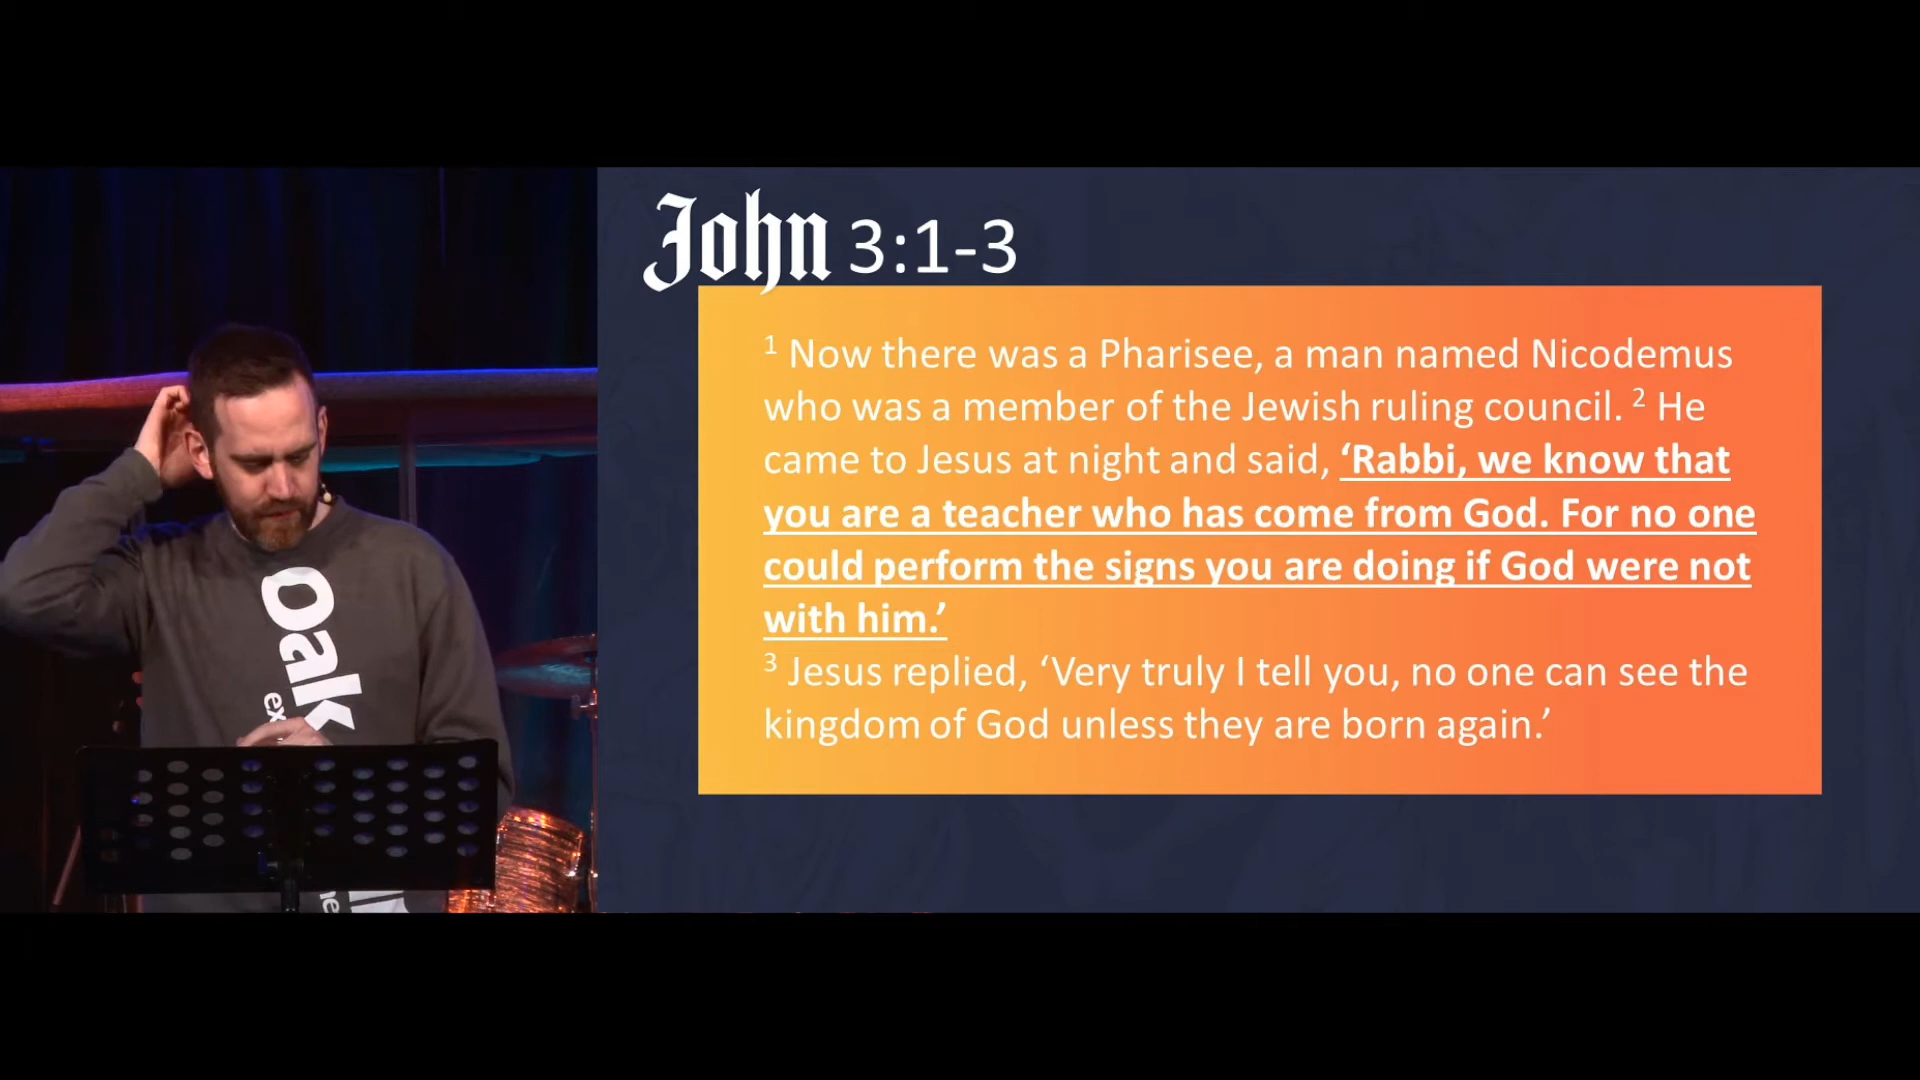 John 3:1-3
1 Now there was a Pharisee, a man named Nicodemus
who was a member of the Jewish ruling council. 2 He
came to Jesus at night and said, ‘Rabbi, we know that
you are a teacher who has come from God. For no one
could perform the signs you are doing if God were not
with him.’
3 Jesus replied, ‘Very truly I tell you, no one can see the
kingdom of God unless they are born again.’
oak